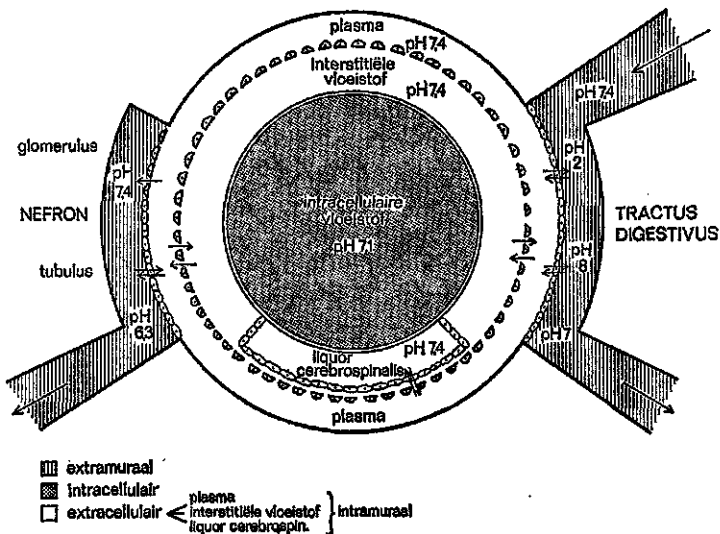 plasma
pH 7,4
interstitiële
vloeistof
pH 7,4
pH 7,4
glomerulus
pH
7,4
pH
2
NEFRON
intracellulaire
vloeistof
TRACTUS
DIGESTIVUS
pH 7,1
tubulus
pH
8
pH
6,3
pH 7
pH 7,4
liquor
cerebrospinalis
plasma
extramuraal
intracellulair
extracellulair
plasma
interstitiële vloeistof
liquor cerebrospin.
intramuraal